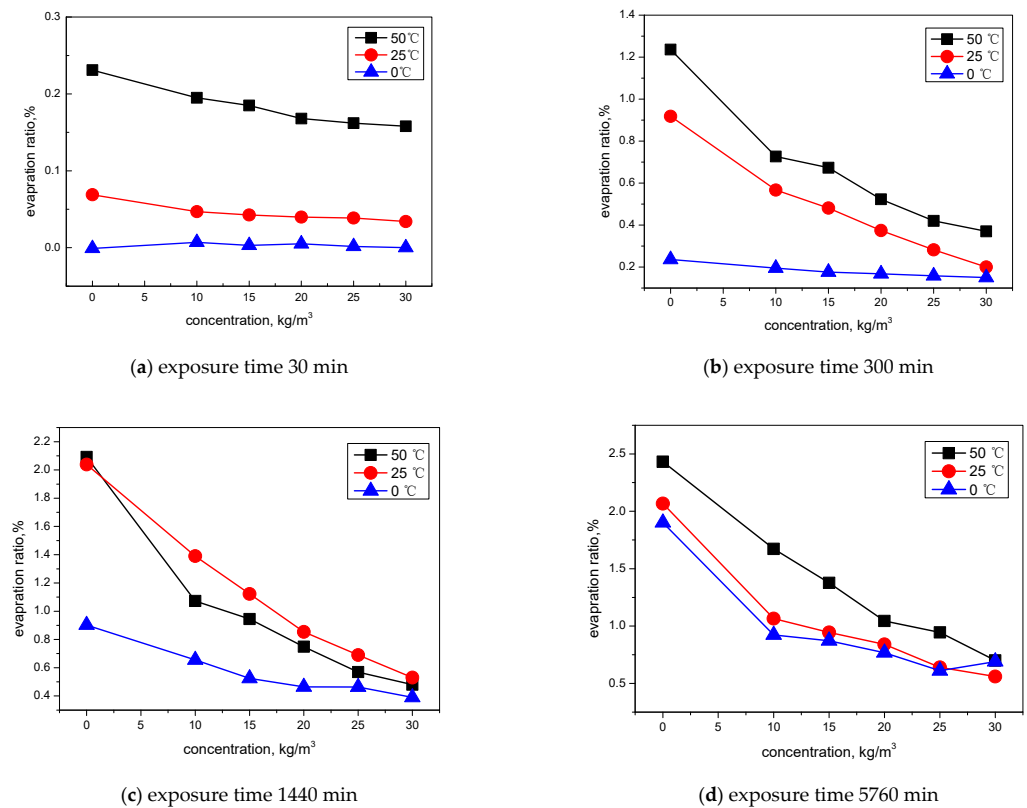 0.3
0.2
0.1
0.0
evapration ratio,%
50℃
25℃
0℃
0 5 10 15 20 25 30
concentration, kg/m³
(a) exposure time 30 min
1.4
1.2
1.0
0.8
0.6
0.4
0.2
evapration ratio,%
50 ℃
25 ℃
0 ℃
0 5 10 15 20 25 30
concentration, kg/m³
(b) exposure time 300 min
2.2
2.0
1.8
1.6
1.4
1.2
1.0
0.8
0.6
0.4
evapration ratio,%
50 ℃
25 ℃
0 ℃
0 5 10 15 20 25 30
concentration, kg/m³
(c) exposure time 1440 min
2.5
2.0
1.5
1.0
0.5
evapration ratio,%
50 ℃
25 ℃
0 ℃
0 5 10 15 20 25 30
concentration, kg/m³
(d) exposure time 5760 min